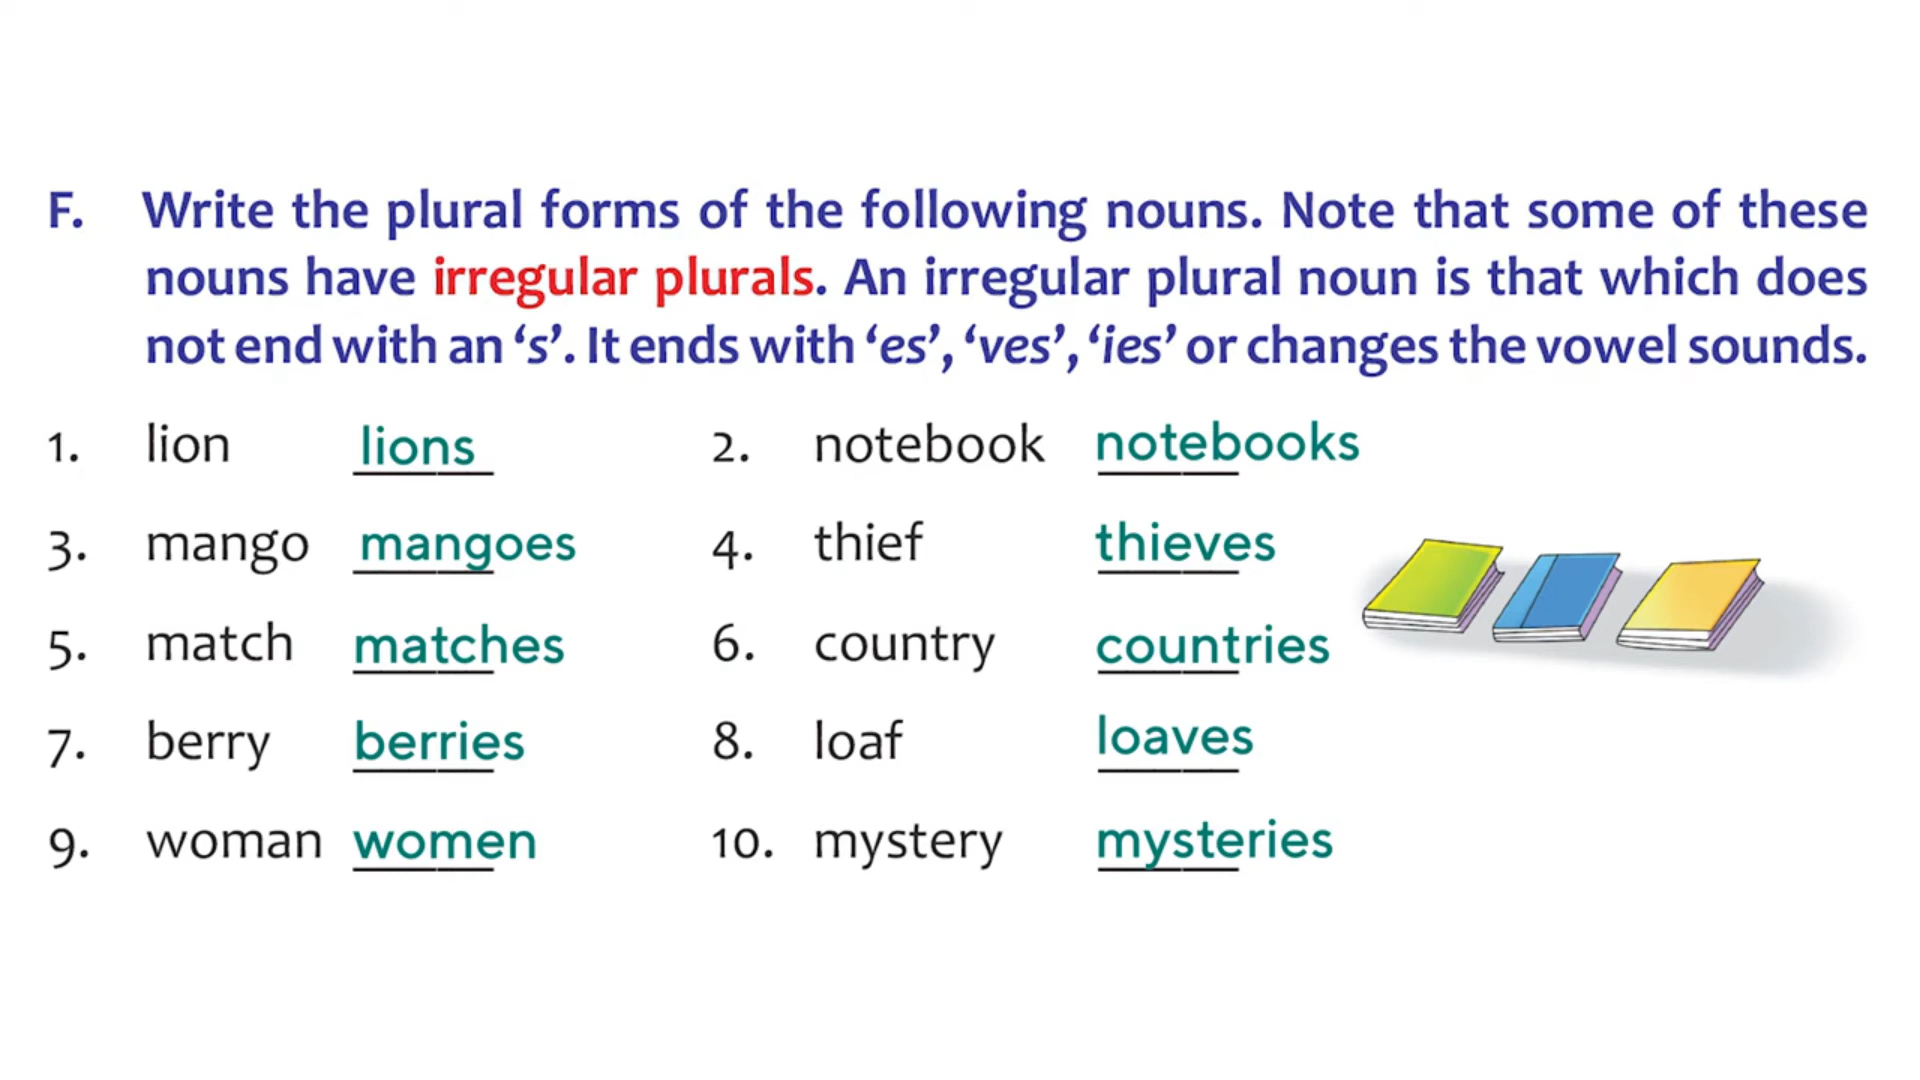 F. Write the plural forms of the following nouns. Note that some of these
nouns have irregular plurals. An irregular plural noun is that which does
not end with an ‘s’. It ends with ‘es’, ‘ves’, ‘ies’ or changes the vowel sounds.
1. lion lions 2. notebook notebooks
3. mango mangoes 4. thief thieves
5. match matches 6. country countries
7. berry berries 8. loaf loaves
9. woman women 10. mystery mysteries